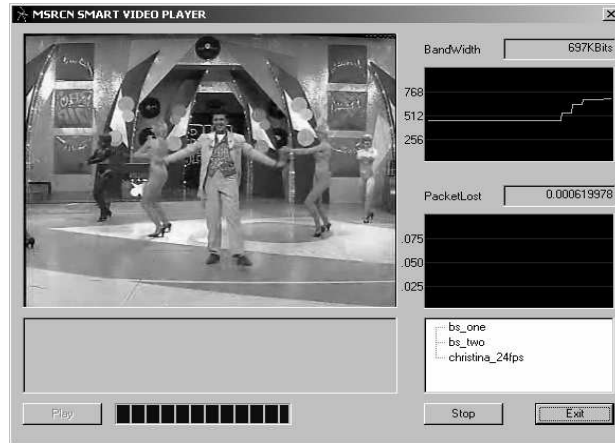 MSRCN SMART VIDEO PLAYER
BandWidth 697KBits
768
512
256
PacketLost 0.000619978
.075
.050
.025
bs_one
bs_two
christina_24fps
Play
Stop
Exit